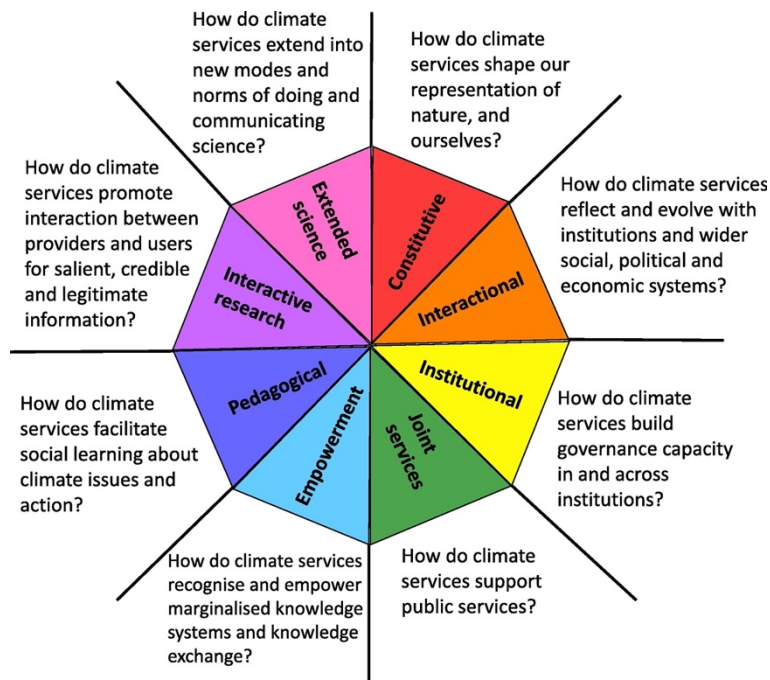 How do climate
services extend into
new modes and
norms of doing and
communicating
science?
How do climate
services shape our
representation of
nature, and
ourselves?
How do climate services
reflect and evolve with
institutions and wider
social, political and
economic systems?
How do climate
services build
governance capacity
in and across
institutions?
How do climate
services support
public services?
How do climate services
recognise and empower
marginalised knowledge
systems and knowledge
exchange?
How do climate
services facilitate
social learning about
climate issues and
action?
How do climate
services promote
interaction between
providers and users
for salient, credible
and legitimate
information?
Extended
science
Constitutive
Interactional
Institutional
Joint
services
Empowerment
Pedagogical
Interactive
research